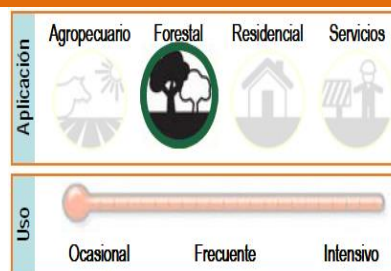 Aplicación
Agropecuario Forestal Residencial Servicios
Uso
Ocasional Frecuente Intensivo